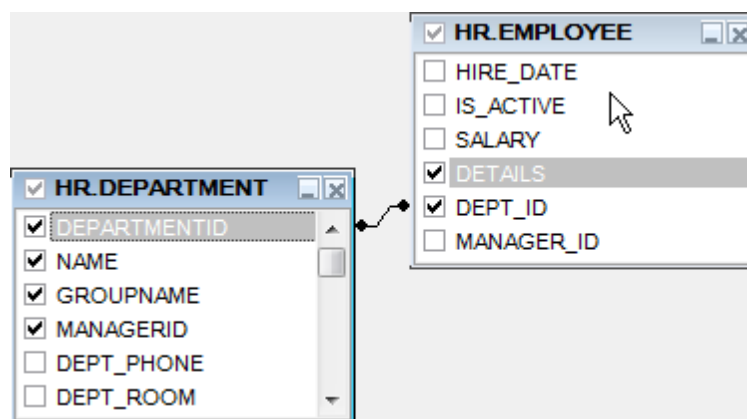 HR.EMPLOYEE
HIRE_DATE
IS_ACTIVE
SALARY
DETAILS
DEPT_ID
MANAGER_ID
HR.DEPARTMENT
DEPARTMENTID
NAME
GROUPNAME
MANAGERID
DEPT_PHONE
DEPT_ROOM